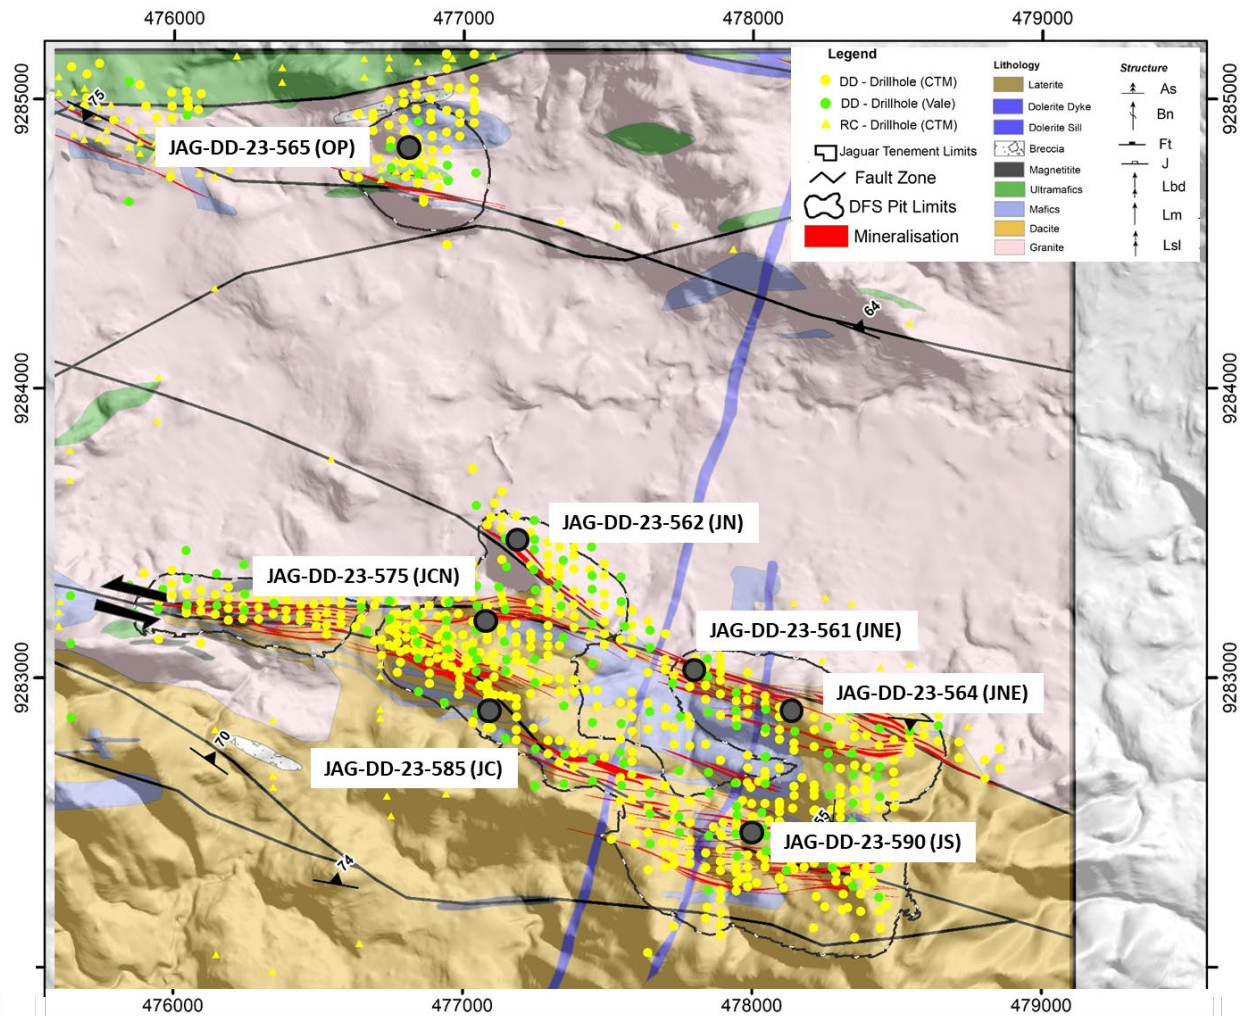 476000
477000
478000
479000
9285000
9285000
9284000
9284000
9283000
9283000
Legend
DD - Drillhole (CTM)
DD - Drillhole (Vale)
RC - Drillhole (CTM)
Jaguar Tenement Limits
Fault Zone
DFS Pit Limits
Mineralisation
Lithology
Laterite
Dolerite Dyke
Dolerite Sill
Breccia
Magnetitite
Ultramafics
Mafics
Dacite
Granite
Structure
As
Bn
Ft
J
Lbd
Lm
Lsl
75
JAG-DD-23-565 (OP)
64
JAG-DD-23-562 (JN)
JAG-DD-23-575 (JCN)
JAG-DD-23-561 (JNE)
JAG-DD-23-564 (JNE)
70
JAG-DD-23-585 (JC)
55
JAG-DD-23-590 (JS)
74
476000
477000
478000
479000